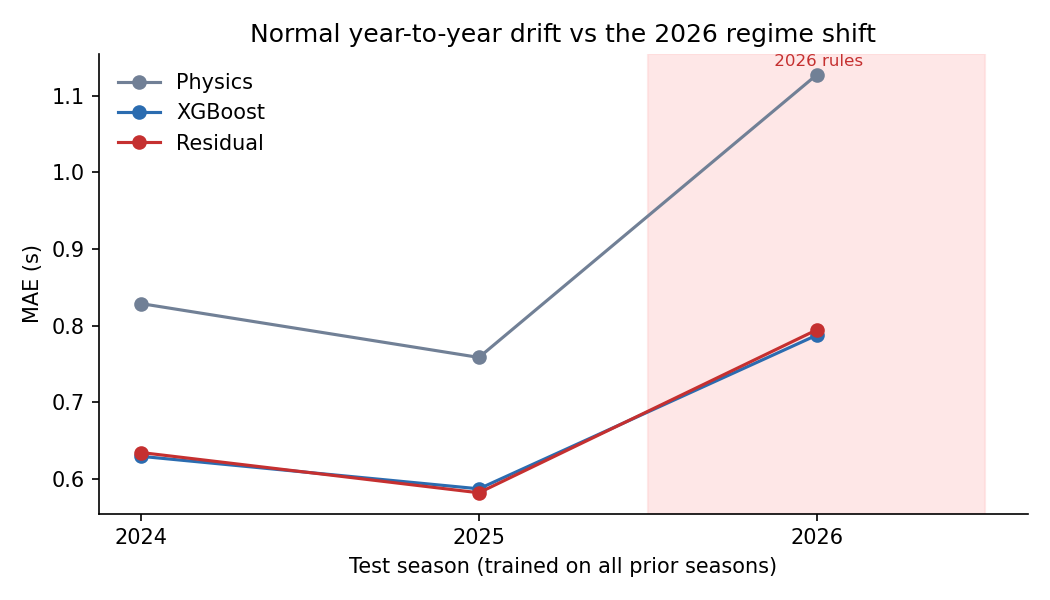 Normal year-to-year drift vs the 2026 regime shift
2026 rules
Physics
XGBoost
Residual
MAE (s)
1.1
1.0
0.9
0.8
0.7
0.6
2024
2025
2026
Test season (trained on all prior seasons)